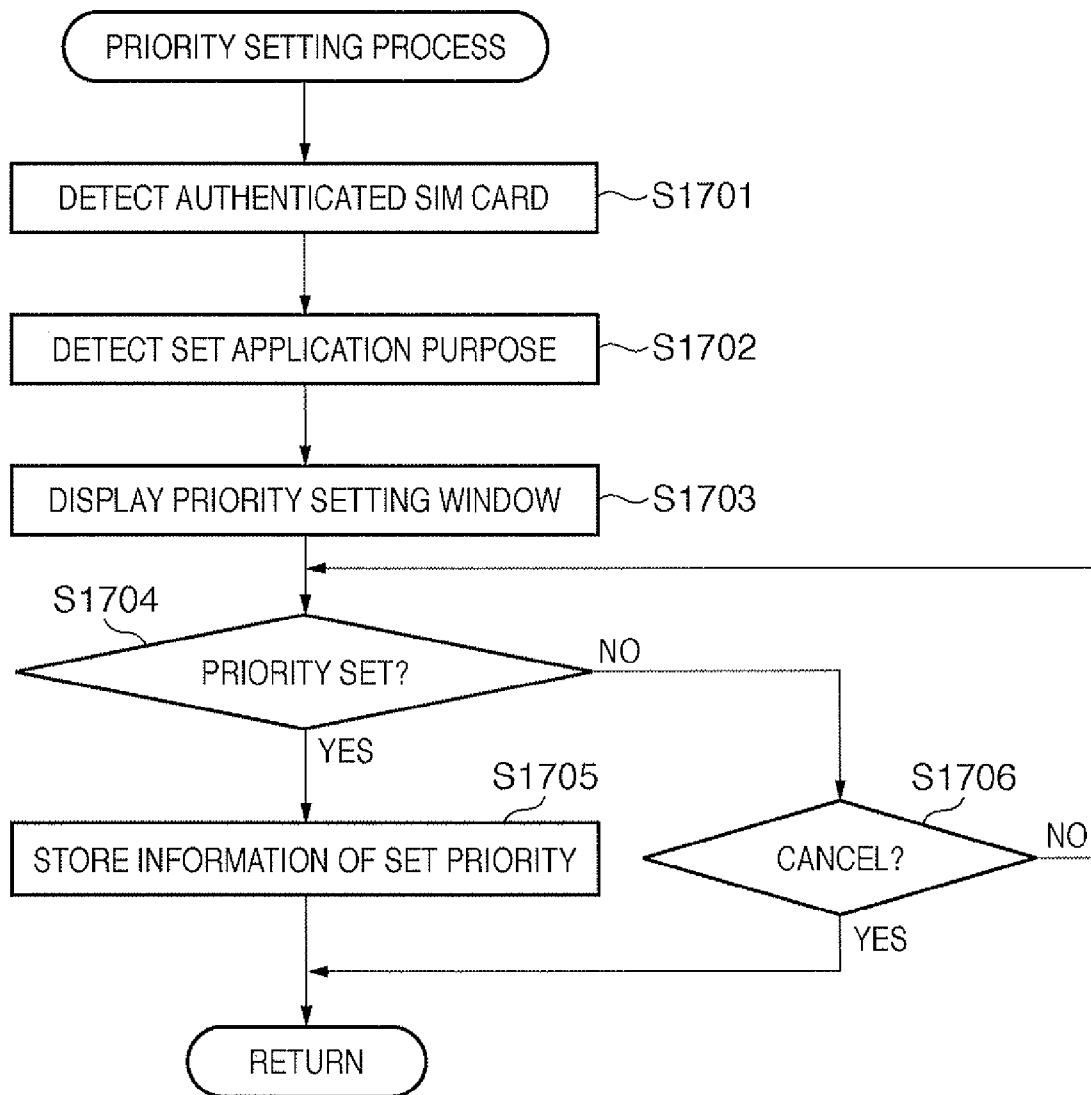 PRIORITY SETTING PROCESS
DETECT AUTHENTICATED SIM CARD
S1701
DETECT SET APPLICATION PURPOSE
S1702
DISPLAY PRIORITY SETTING WINDOW
S1703
S1704
PRIORITY SET?
NO
YES
S1705
S1706
STORE INFORMATION OF SET PRIORITY
CANCEL?
NO
YES
RETURN